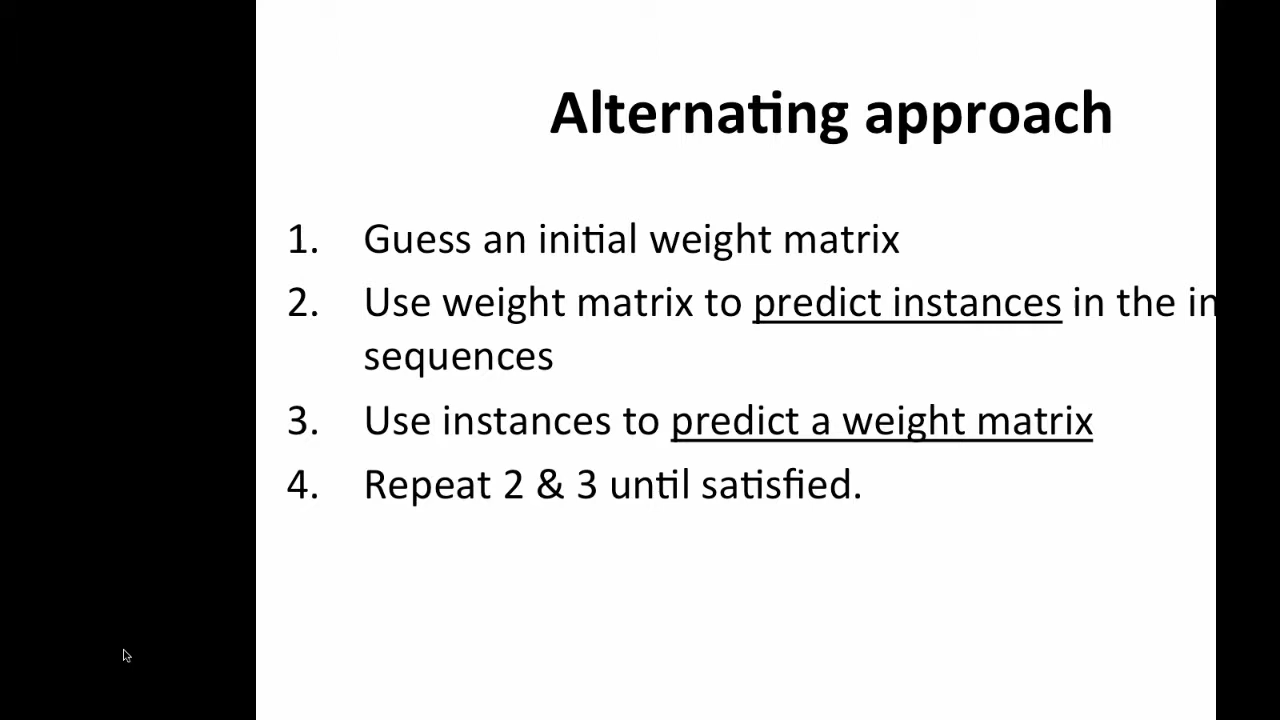 Alternating approach
1. Guess an initial weight matrix
2. Use weight matrix to predict instances in the in
sequences
3. Use instances to predict a weight matrix
4. Repeat 2 & 3 until satisfied.